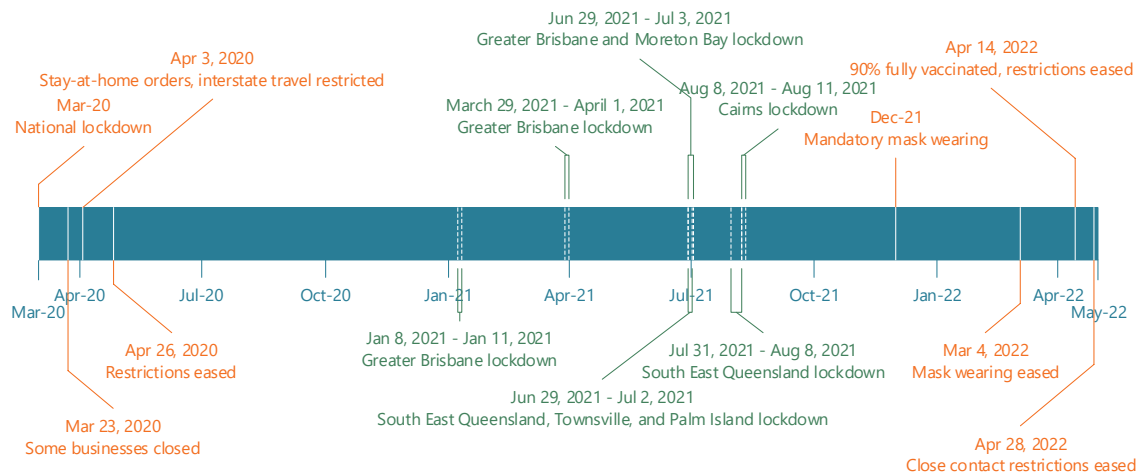 Jun 29, 2021 - Jul 3, 2021
Greater Brisbane and Moreton Bay lockdown
Apr 3, 2020
Stay-at-home orders, interstate travel restricted
Apr 14, 2022
90% fully vaccinated, restrictions eased
Mar-20
National lockdown
March 29, 2021 - April 1, 2021
Greater Brisbane lockdown
Aug 8, 2021 - Aug 11, 2021
Cairns lockdown
Dec-21
Mandatory mask wearing
Mar-20
Apr-20
Jul-20
Oct-20
Jan-21
Apr-21
Jul-21
Oct-21
Jan-22
Apr-22
May-22
Jan 8, 2021 - Jan 11, 2021
Greater Brisbane lockdown
Apr 26, 2020
Restrictions eased
Jul 31, 2021 - Aug 8, 2021
South East Queensland lockdown
Mar 4, 2022
Mask wearing eased
Jun 29, 2021 - Jul 2, 2021
South East Queensland, Townsville, and Palm Island lockdown
Mar 23, 2020
Some businesses closed
Apr 28, 2022
Close contact restrictions eased